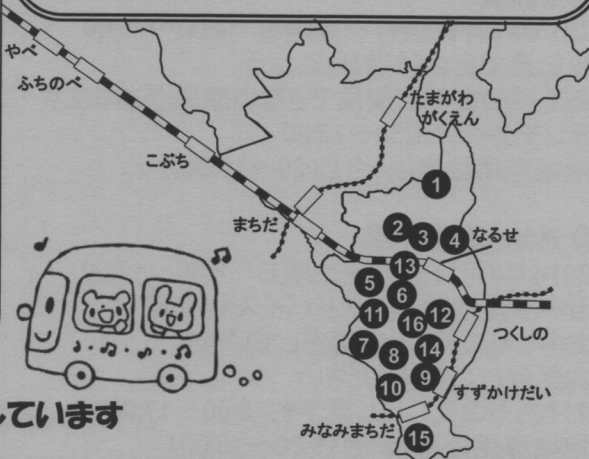 やべ
ふちのべ
こぶち
まちだ
たまがわ
がくえん
なるせ
つくしの
すずかけだい
みなみまちだ
1
2
3
4
13
5
6
11
16
12
7
8
14
10
9
15
しています